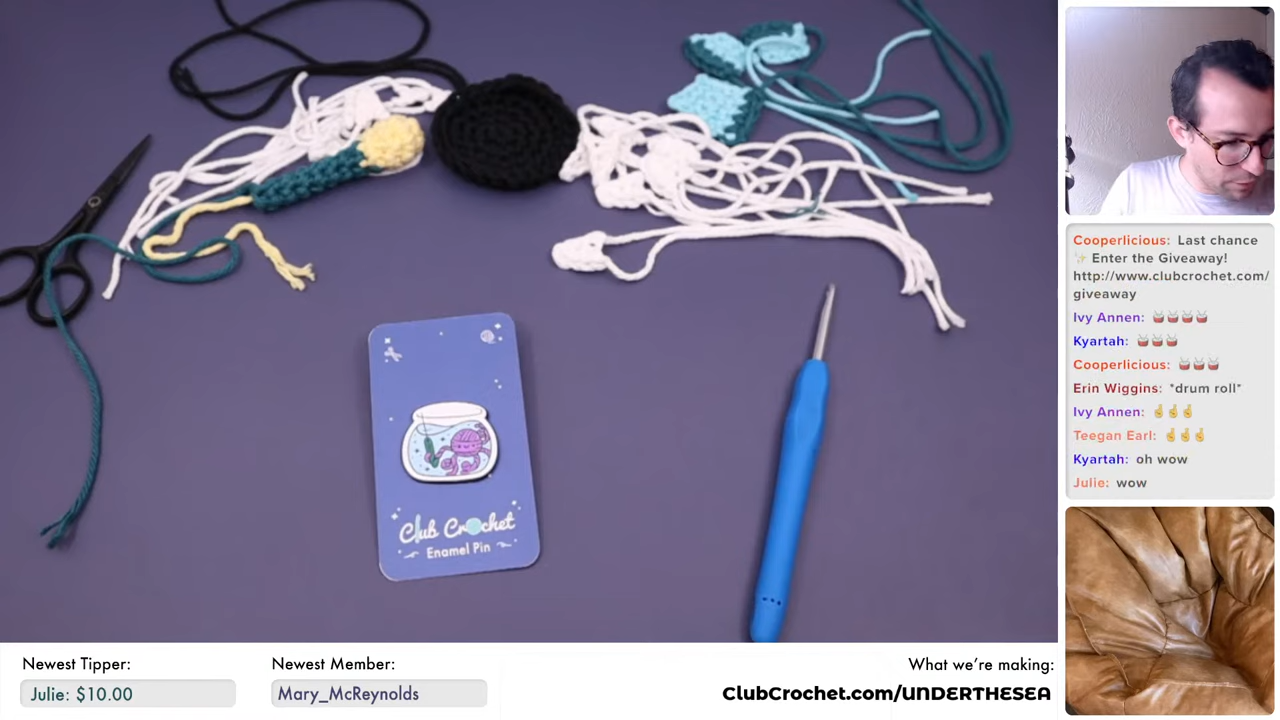 Cooperlicious: Last chance
✨ Enter the Giveaway!
http://www.clubcrochet.com/
giveaway
Ivy Annen: 🥁🥁🥁🥁
Kyartah: 🥁🥁🥁
Cooperlicious: 🥁🥁🥁
Erin Wiggins: *drum roll*
Ivy Annen: 🤞🤞🤞
Teegan Earl: 🤞🤞🤞
Kyartah: oh wow
Julie: wow
Club Crochet
Enamel Pin
Newest Tipper:
Julie: $10.00
Newest Member:
Mary_McReynolds
What we're making:
ClubCrochet.com/UNDERTHESEA